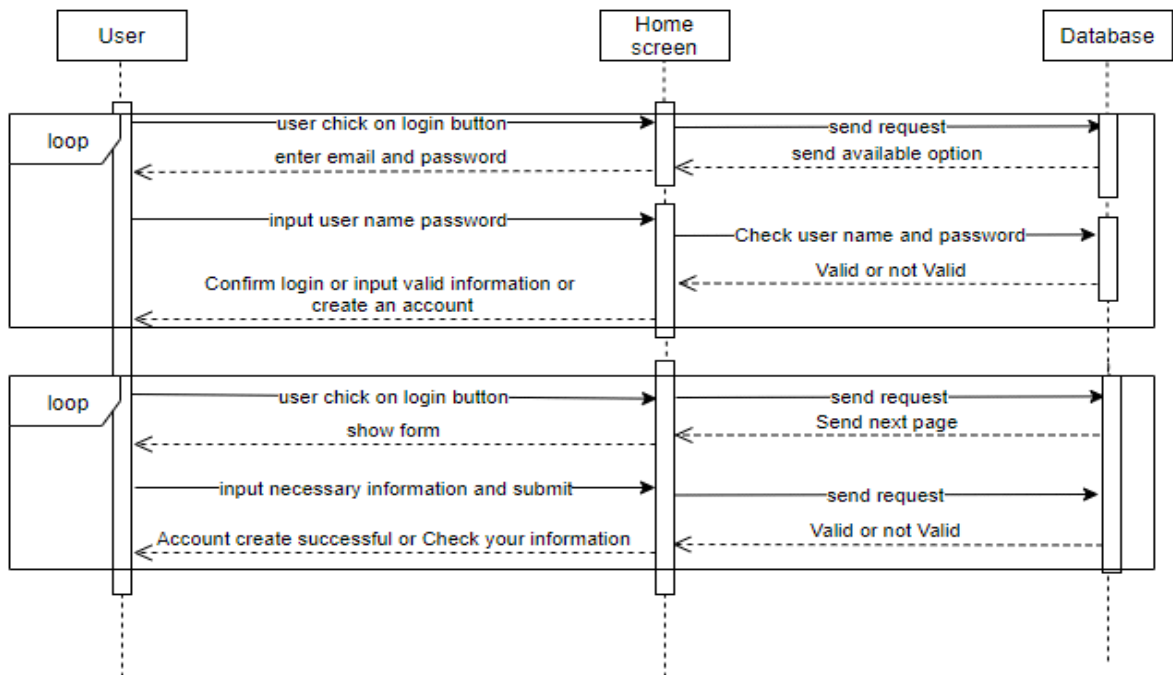 User
Home
screen
Database
loop
user chick on login button
send request
enter email and password
send available option
input user name password
Check user name and password
Valid or not Valid
Confirm login or input valid information or
create an account
loop
user chick on login button
send request
show form
Send next page
input necessary information and submit
send request
Account create successful or Check your information
Valid or not Valid